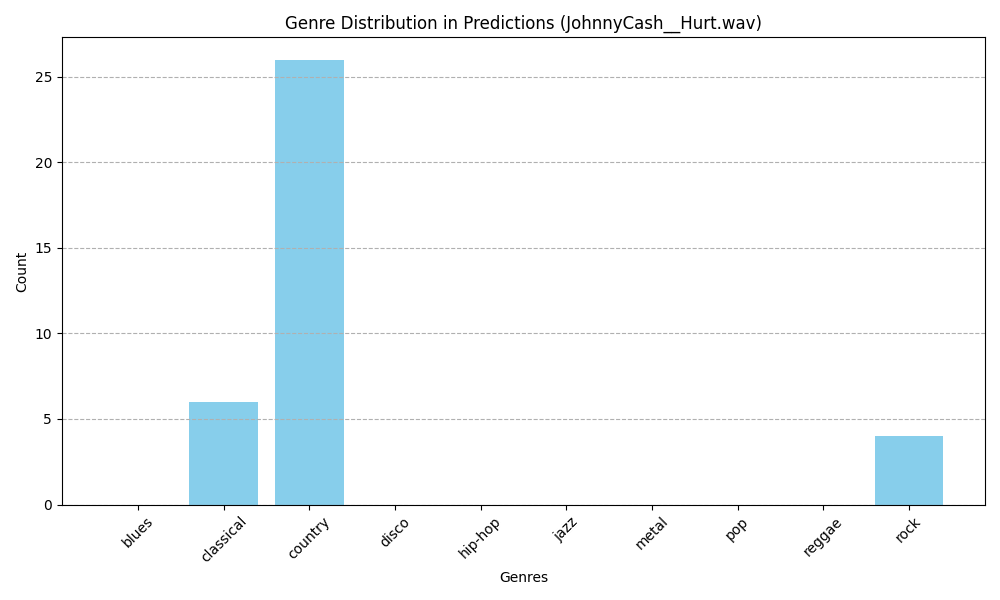 Genre Distribution in Predictions (JohnnyCash__Hurt.wav)
Count
25
20
15
10
5
0
blues
classical
country
disco
hip-hop
jazz
metal
pop
reggae
rock
Genres